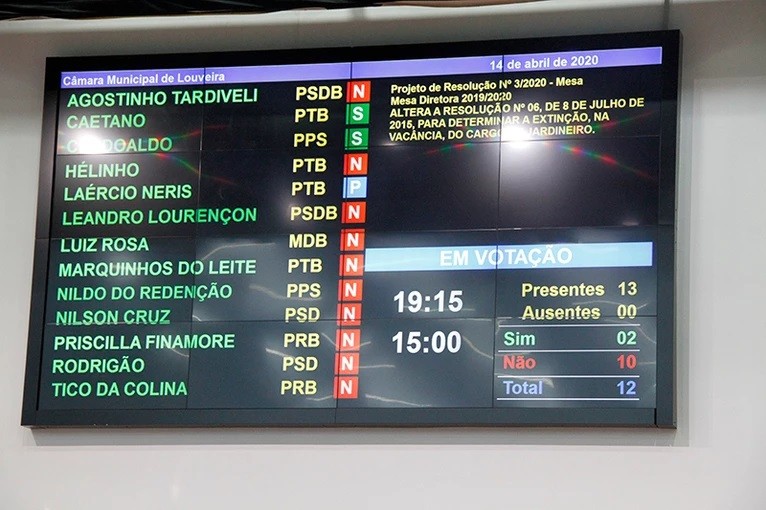 Câmara Municipal de Louveira 14 de abril de 2020
AGOSTINHO TARDIVELI PSDB N
CAETANO PTB S
PPS S
HÉLINHO PTB N
LAÉRCIO NERIS PTB P
LEANDRO LOURENÇON PSDB N
LUIZ ROSA MDB N
MARQUINHOS DO LEITE PTB N
NILDO DO REDENÇÃO PPS N
NILSON CRUZ PSD N
PRISCILLA FINAMORE PRB N
RODRIGÃO PSD N
TICO DA COLINA PRB N
Projeto de Resolução Nº 3/2020 - Mesa
Mesa Diretora 2019/2020
ALTERA A RESOLUÇÃO Nº 06, DE 8 DE JULHO DE
2015, PARA DETERMINAR A EXTINÇÃO, NA
VACÂNCIA, DO CARGO JARDINEIRO.
EM VOTAÇÃO
19:15
15:00
Presentes 13
Ausentes 00
Sim 02
Não 10
Total 12